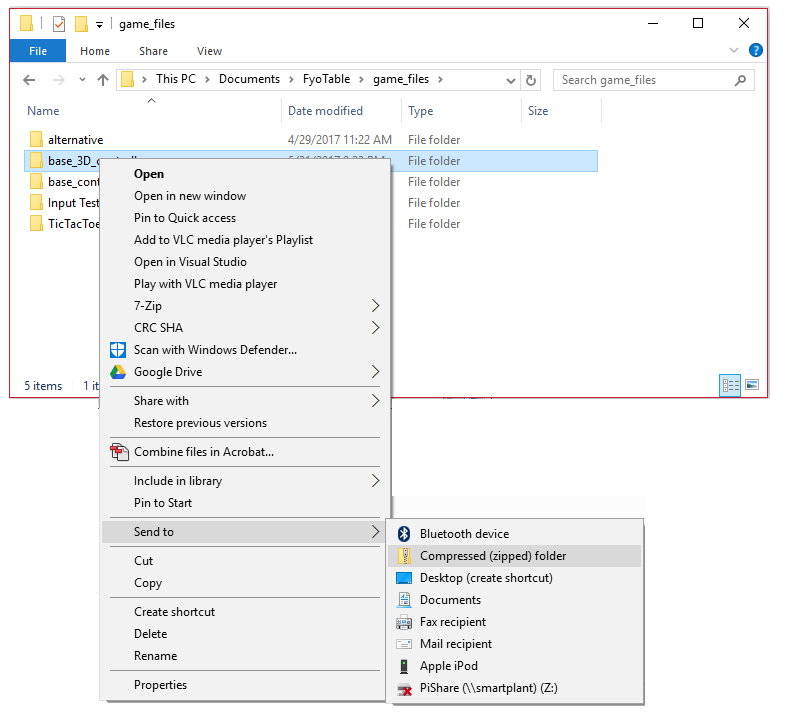 game_files
File Home Share View
This PC > Documents > FyoTable > game_files >
Search game_files
Name Date modified Type Size
alternative 4/29/2017 11:22 AM File folder
base_3D_ File folder
base_cont File folder
Input Test File folder
TicTacToe File folder
Open
Open in new window
Pin to Quick access
Add to VLC media player's Playlist
Open in Visual Studio
Play with VLC media player
7-Zip
CRC SHA
Scan with Windows Defender...
Google Drive
5 items 1 it
Share with
Restore previous versions
Combine files in Acrobat...
Include in library
Pin to Start
Send to
Cut
Copy
Create shortcut
Delete
Rename
Properties
Bluetooth device
Compressed (zipped) folder
Desktop (create shortcut)
Documents
Fax recipient
Mail recipient
Apple iPod
PiShare (\\smartplant) (Z:)